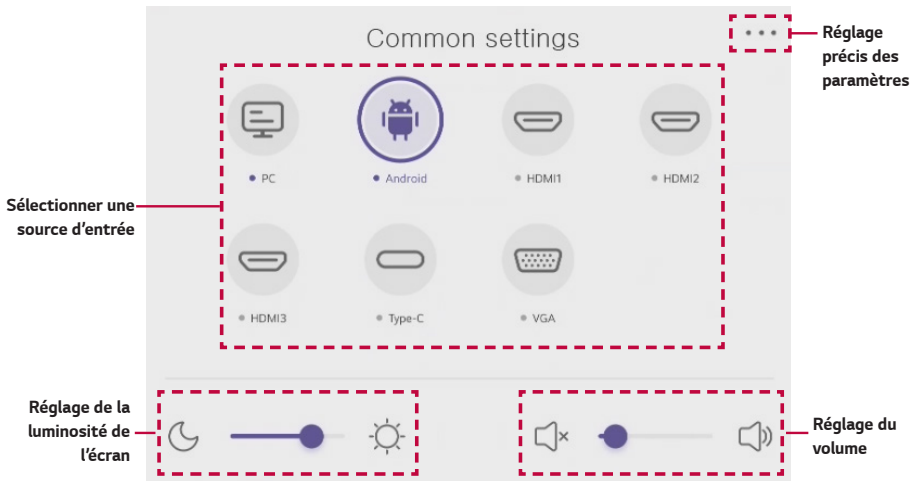 Common settings
Réglage
précis des
paramètres
PC
Android
HDMI1
HDMI2
Sélectionner une
source d'entrée
HDMI3
Type-C
VGA
Réglage de la
luminosité de
l'écran
Réglage du
volume